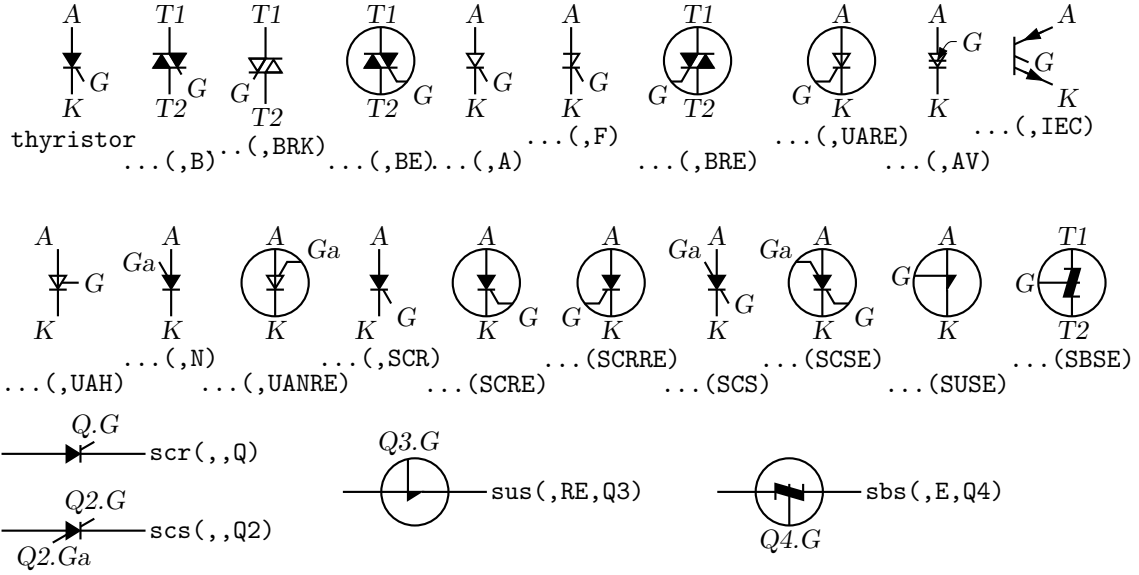 A T1 T1 T1 A A T1 A A A
G G G G G G G G G G
K T2 T2 T2 K K T2 K K K
thyristor ...(,B) ...(,BRK) ...(,BE) ...(,A) ...(,F) ...(,BRE) ...(,UARE) ...(,AV) ...(,IEC)
A A A A A A A A A T1
G Ga Ga G G G Ga G Ga G G G
K K K K K K K K K T2
...(,UAH) ...(,N) ...(,UANRE) ...(,SCR) ...(SCRE) ...(SCRRE) ...(SCS) ...(SCSE) ...(SUSE) ...(SBSE)
Q.G
scr(,,Q)
Q3.G
sus(,RE,Q3)
sbs(,E,Q4)
Q4.G
Q2.G
scs(,,Q2)
Q2.Ga